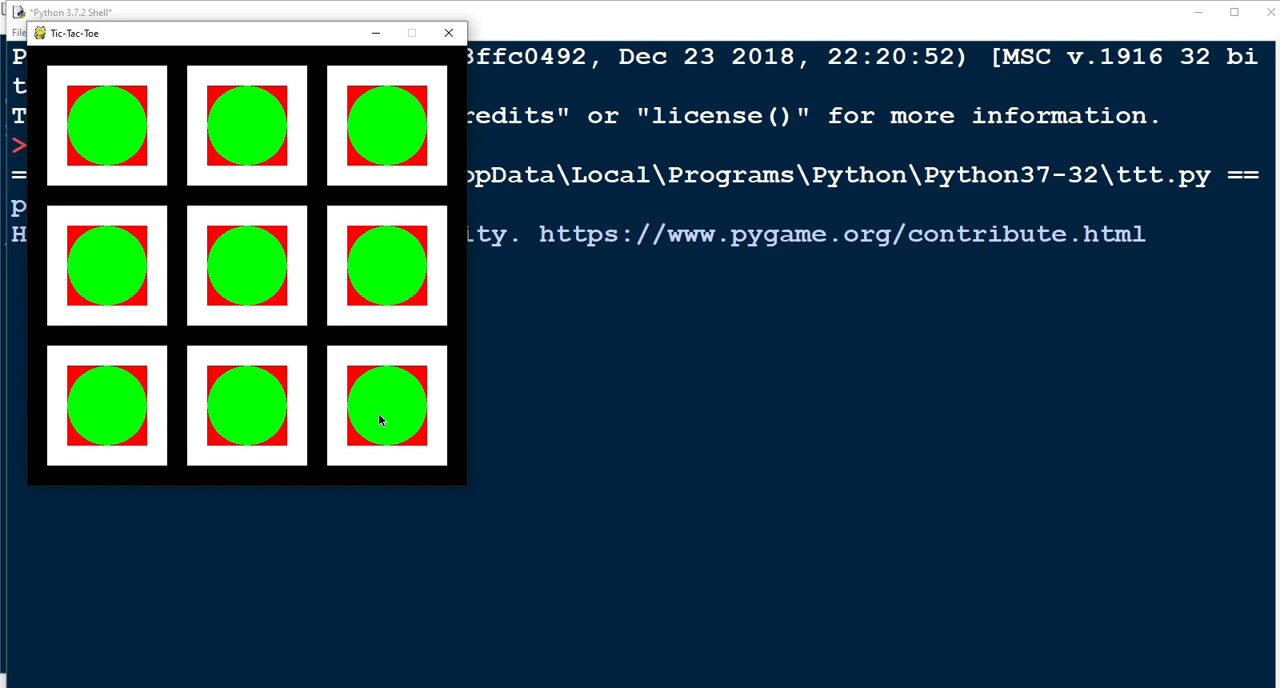 *Python 3.7.2 Shell*
File
Tic-Tac-Toe
P 3ffc0492, Dec 23 2018, 22:20:52) [MSC v.1916 32 bi
t
T redits" or "license()" for more information.
>
= opData\Local\Programs\Python\Python37-32\ttt.py ==
p
H ity. https://www.pygame.org/contribute.html